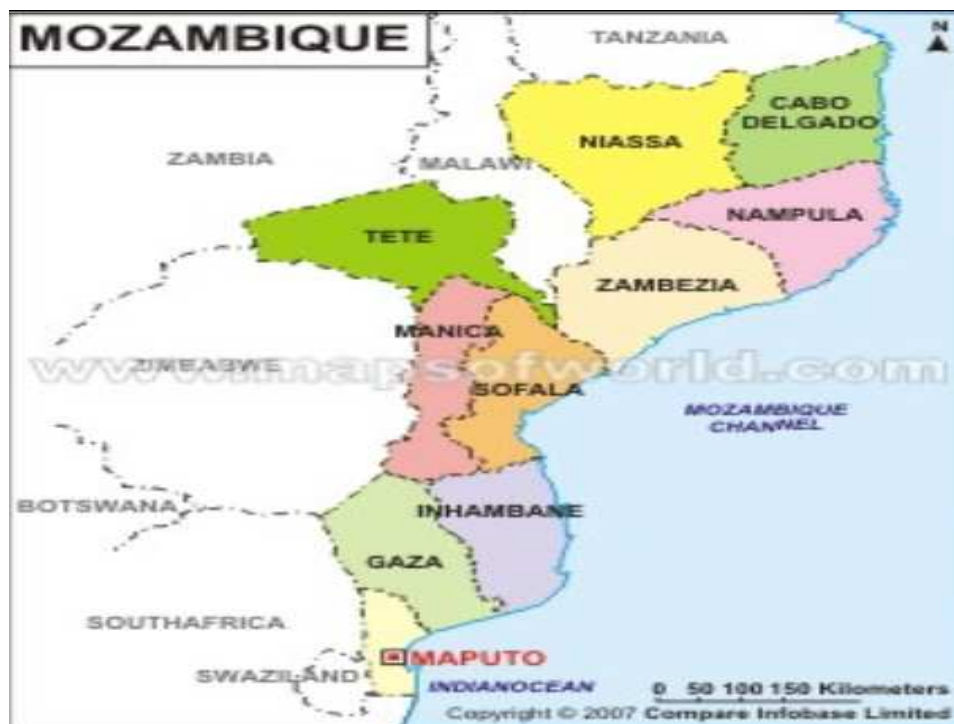 MOZAMBIQUE
N
TANZANIA
CABO
DELGADO
NIASSA
ZAMBIA
MALAWI
NAMPULA
TETE
ZAMBEZIA
MANICA
www.mapsofworld.com
ZIMBABWE
SOFALA
MOZAMBIQUE
CHANNEL
BOTSWANA
INHAMBANE
GAZA
SOUTHAFRICA
MAPUTO
SWAZILAND
INDIANOCEAN
0 50 100 150 Kilometers
Copyright © 2007 Compare Infobase Limited